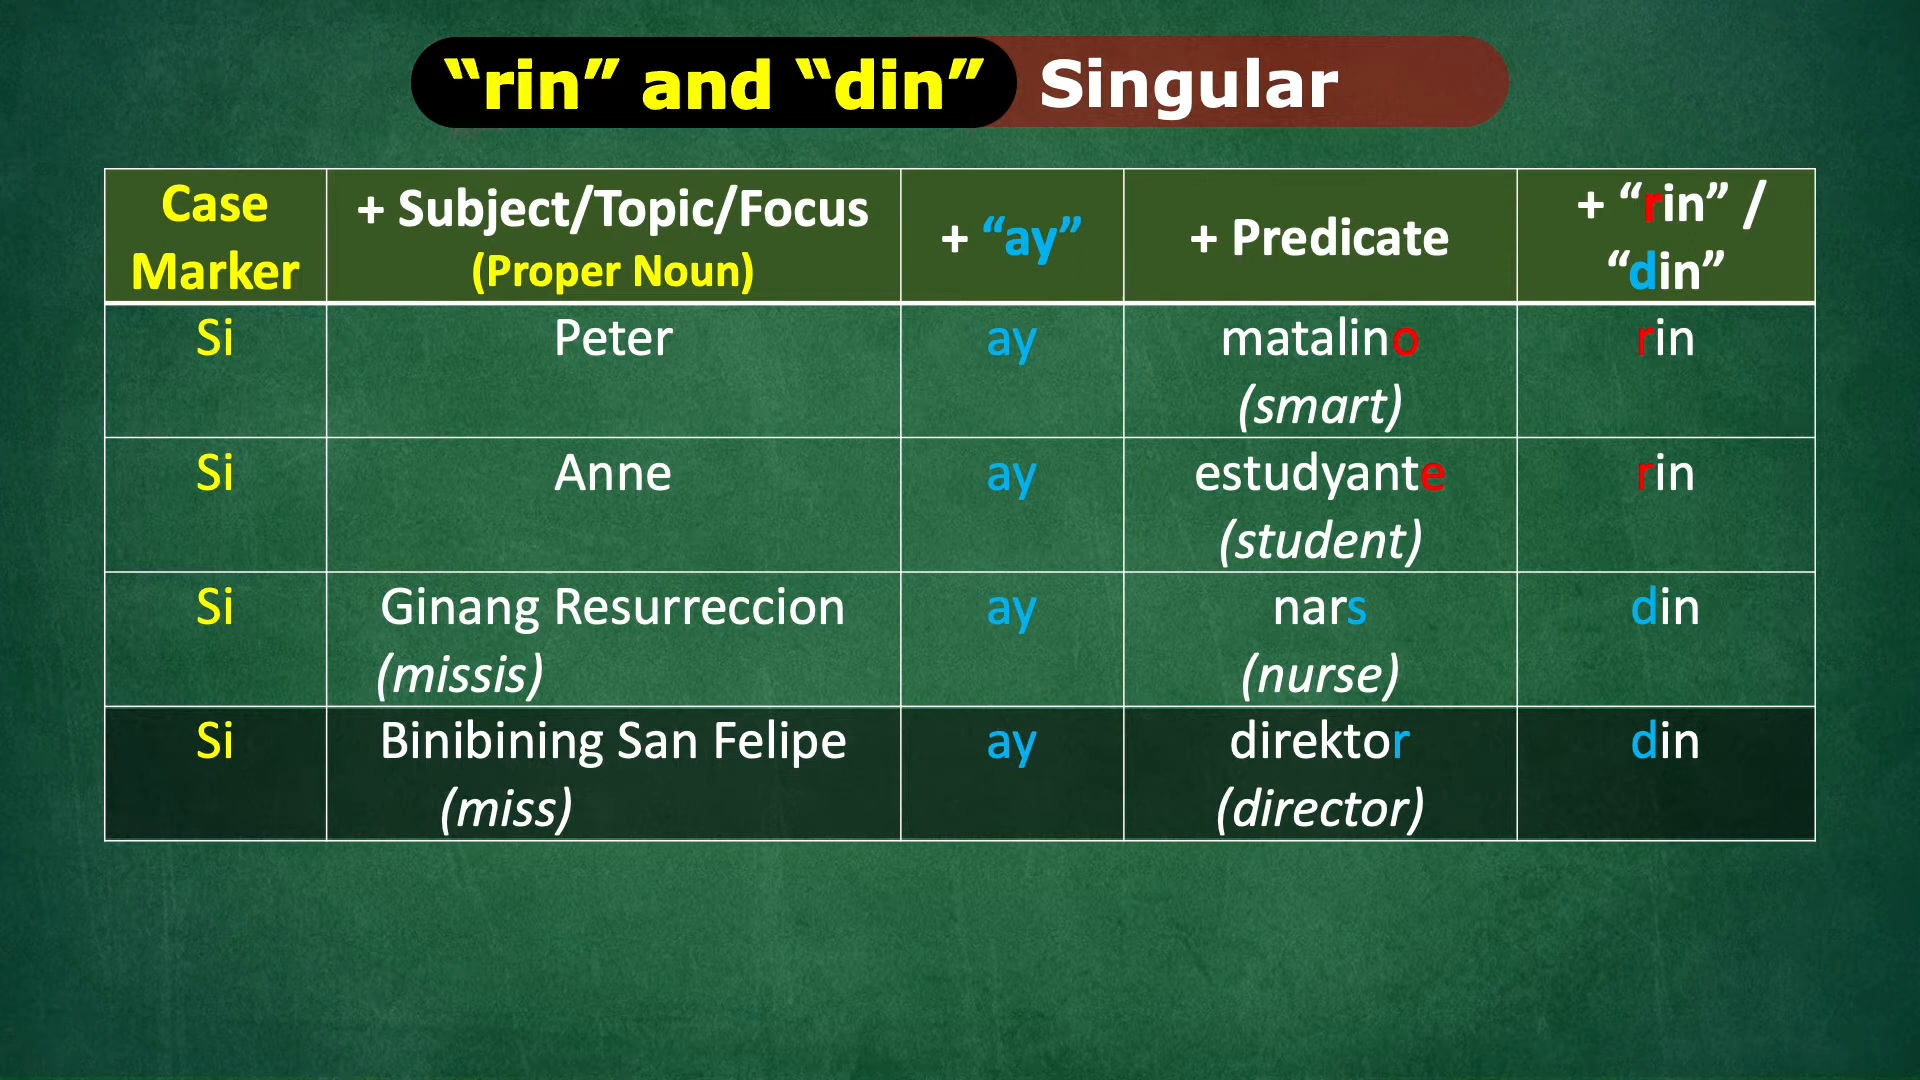 “rin” and “din” Singular
Case Marker
+ Subject/Topic/Focus
(Proper Noun)
+ “ay”
+ Predicate
+ “rin” /
“din”
Si Peter ay matalino rin
(smart)
Si Anne ay estudyante rin
(student)
Si Ginang Resurreccion ay nars din
(missis) (nurse)
Si Binibining San Felipe ay direktor din
(miss) (director)